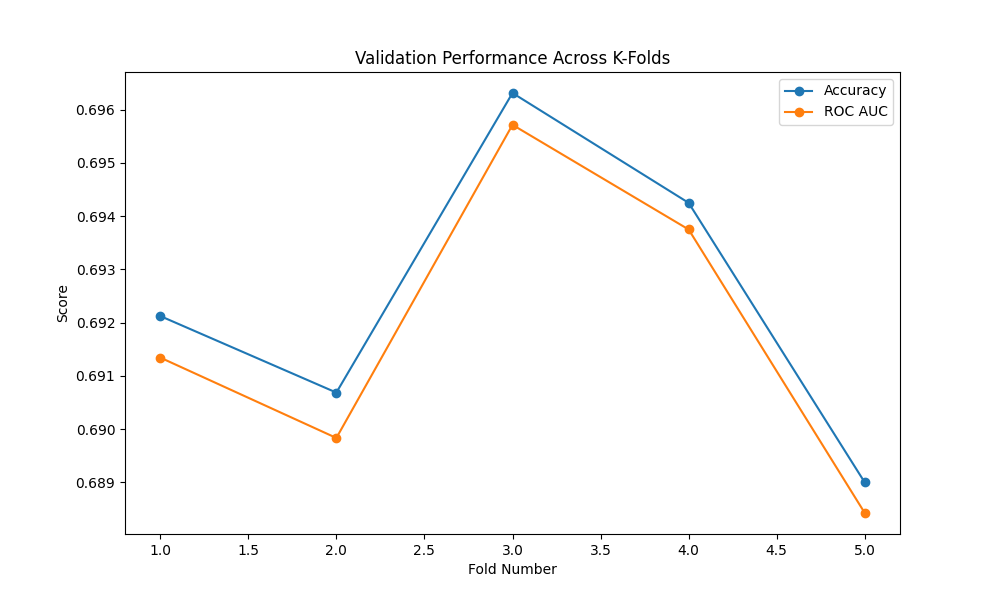 Validation Performance Across K-Folds
Accuracy
ROC AUC
0.696
0.695
0.694
0.693
0.692
0.691
0.690
0.689
Score
1.0 1.5 2.0 2.5 3.0 3.5 4.0 4.5 5.0
Fold Number